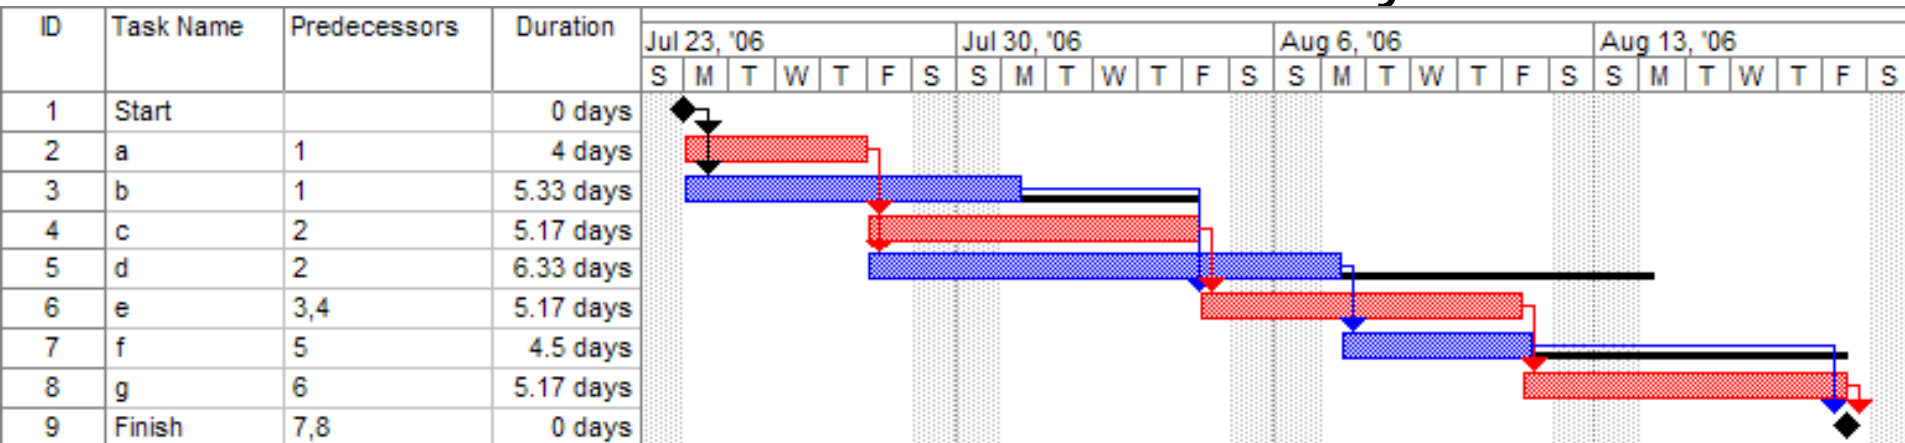 ID Task Name Predecessors Duration
Jul 23, '06 Jul 30, '06 Aug 6, '06 Aug 13, '06
S M T W T F S S M T W T F S S M T W T F S S M T W T F S
1 Start 0 days
2 a 1 4 days
3 b 1 5.33 days
4 c 2 5.17 days
5 d 2 6.33 days
6 e 3,4 5.17 days
7 f 5 4.5 days
8 g 6 5.17 days
9 Finish 7,8 0 days